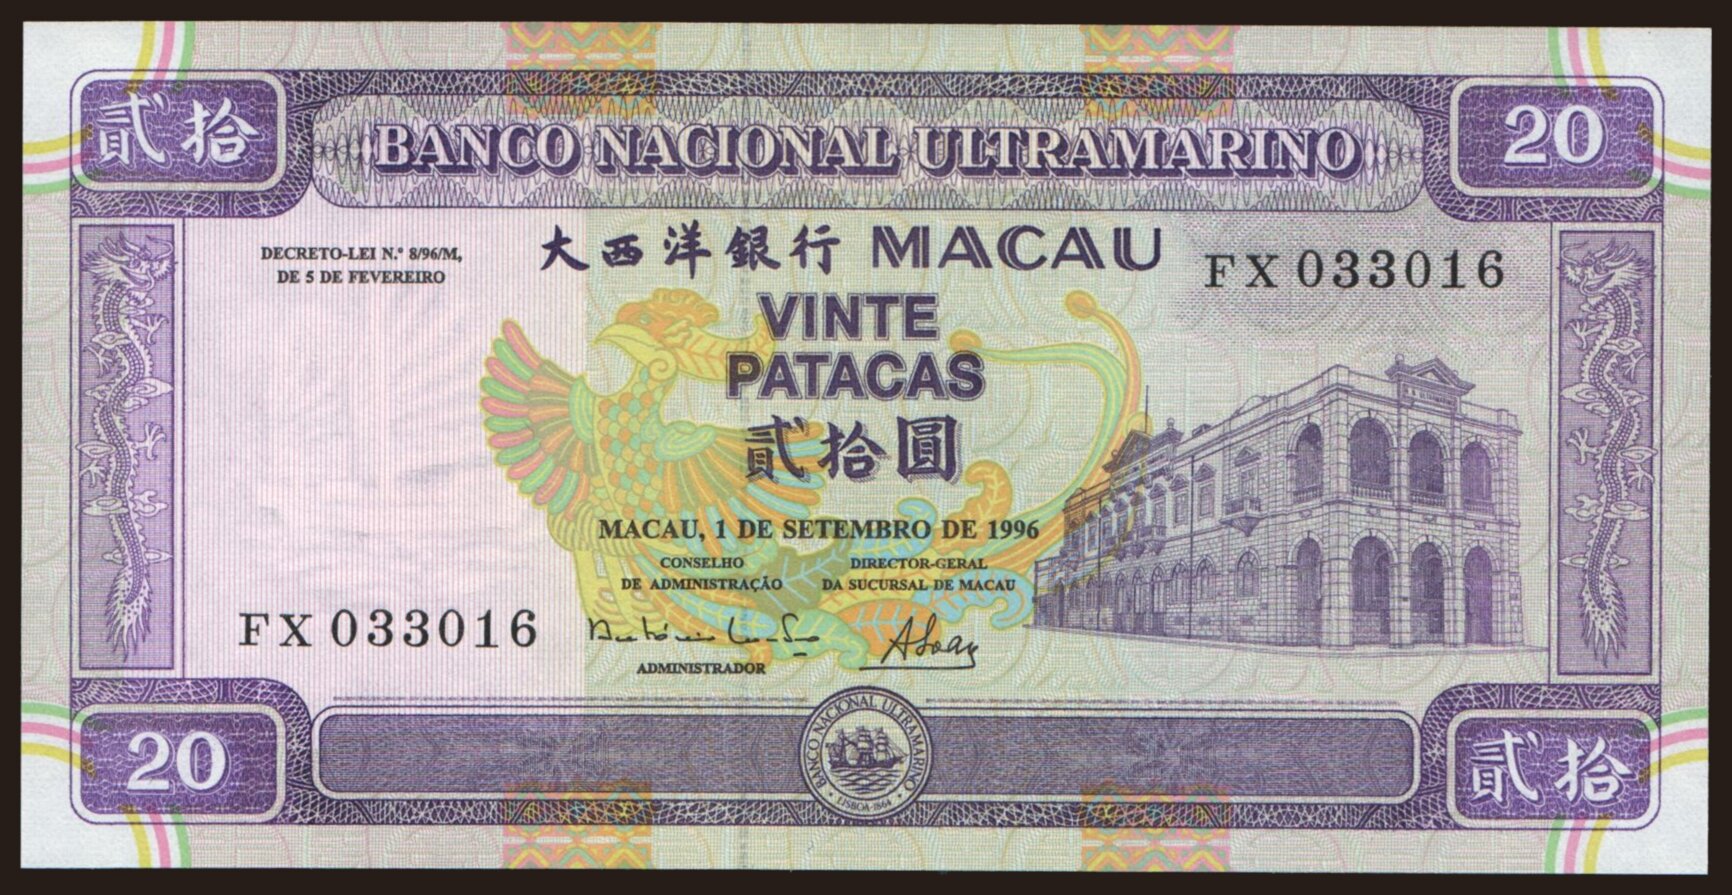 貳拾
BANCO NACIONAL ULTRAMARINO
20
大西洋銀行 MACAU
DECRETO-LEI N.º 8/96/M,
DE 5 DE FEVEREIRO
FX 033016
VINTE
PATACAS
貳拾圓
MACAU, 1 DE SETEMBRO DE 1996
CONSELHO
DE ADMINISTRAÇÃO
DIRECTOR-GERAL
DA SUCURSAL DE MACAU
FX 033016
ADMINISTRADOR
20
BANCO NACIONAL ULTRAMARINO
LISBOA-1864
貳拾